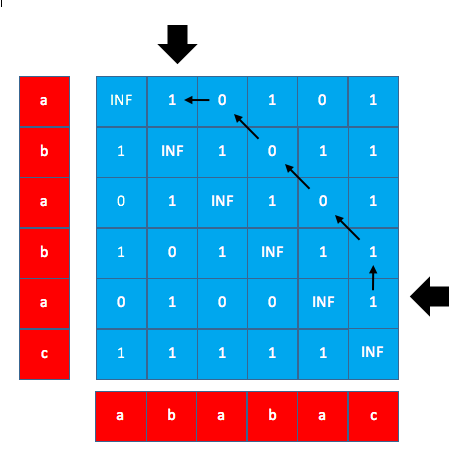 a INF 1 0 1 0 1
b 1 INF 1 0 1 1
a 0 1 INF 1 0 1
b 1 0 1 INF 1 1
a 0 1 0 0 INF 1
c 1 1 1 1 1 INF
a b a b a c